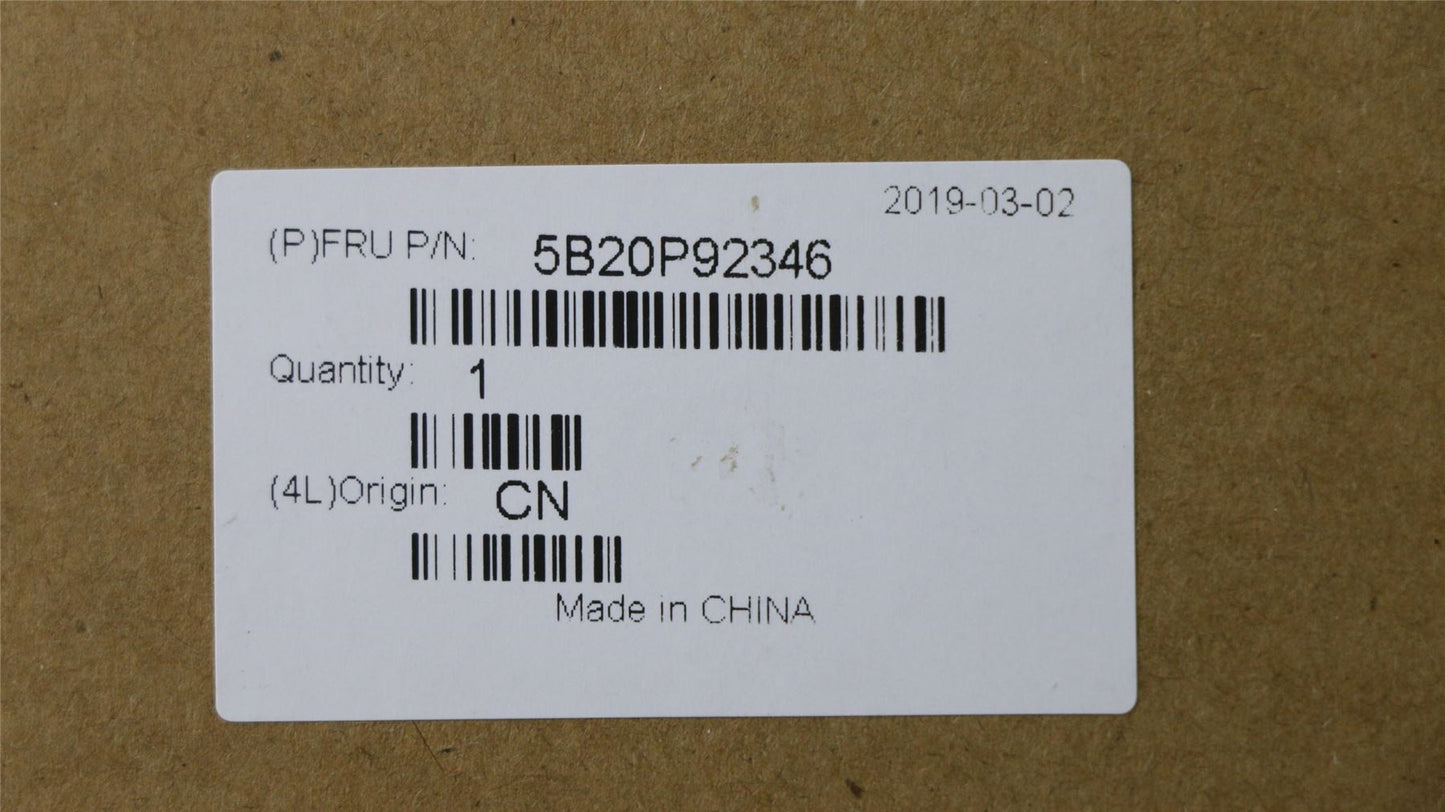 2019-03-02
(P)FRU P/N: 5B20P92346
Quantity: 1
(4L)Origin: CN
Made in CHINA